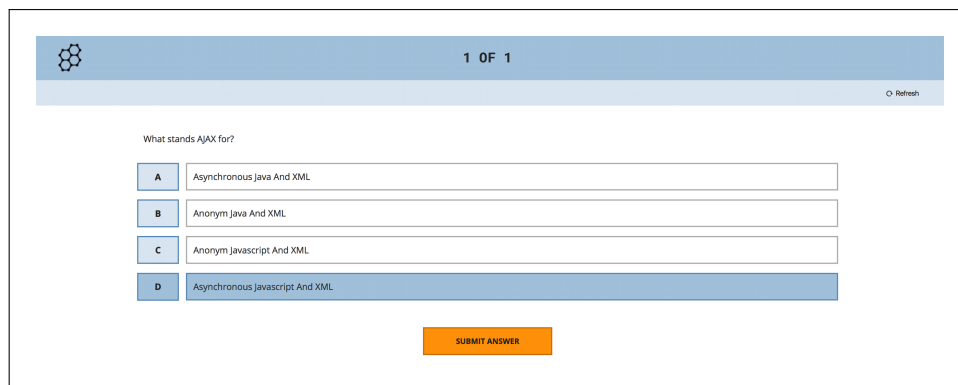 1 OF 1
Refresh
What stands AJAX for?
A Asynchronous Java And XML
B Anonym Java And XML
C Anonym Javascript And XML
D Asynchronous Javascript And XML
SUBMIT ANSWER